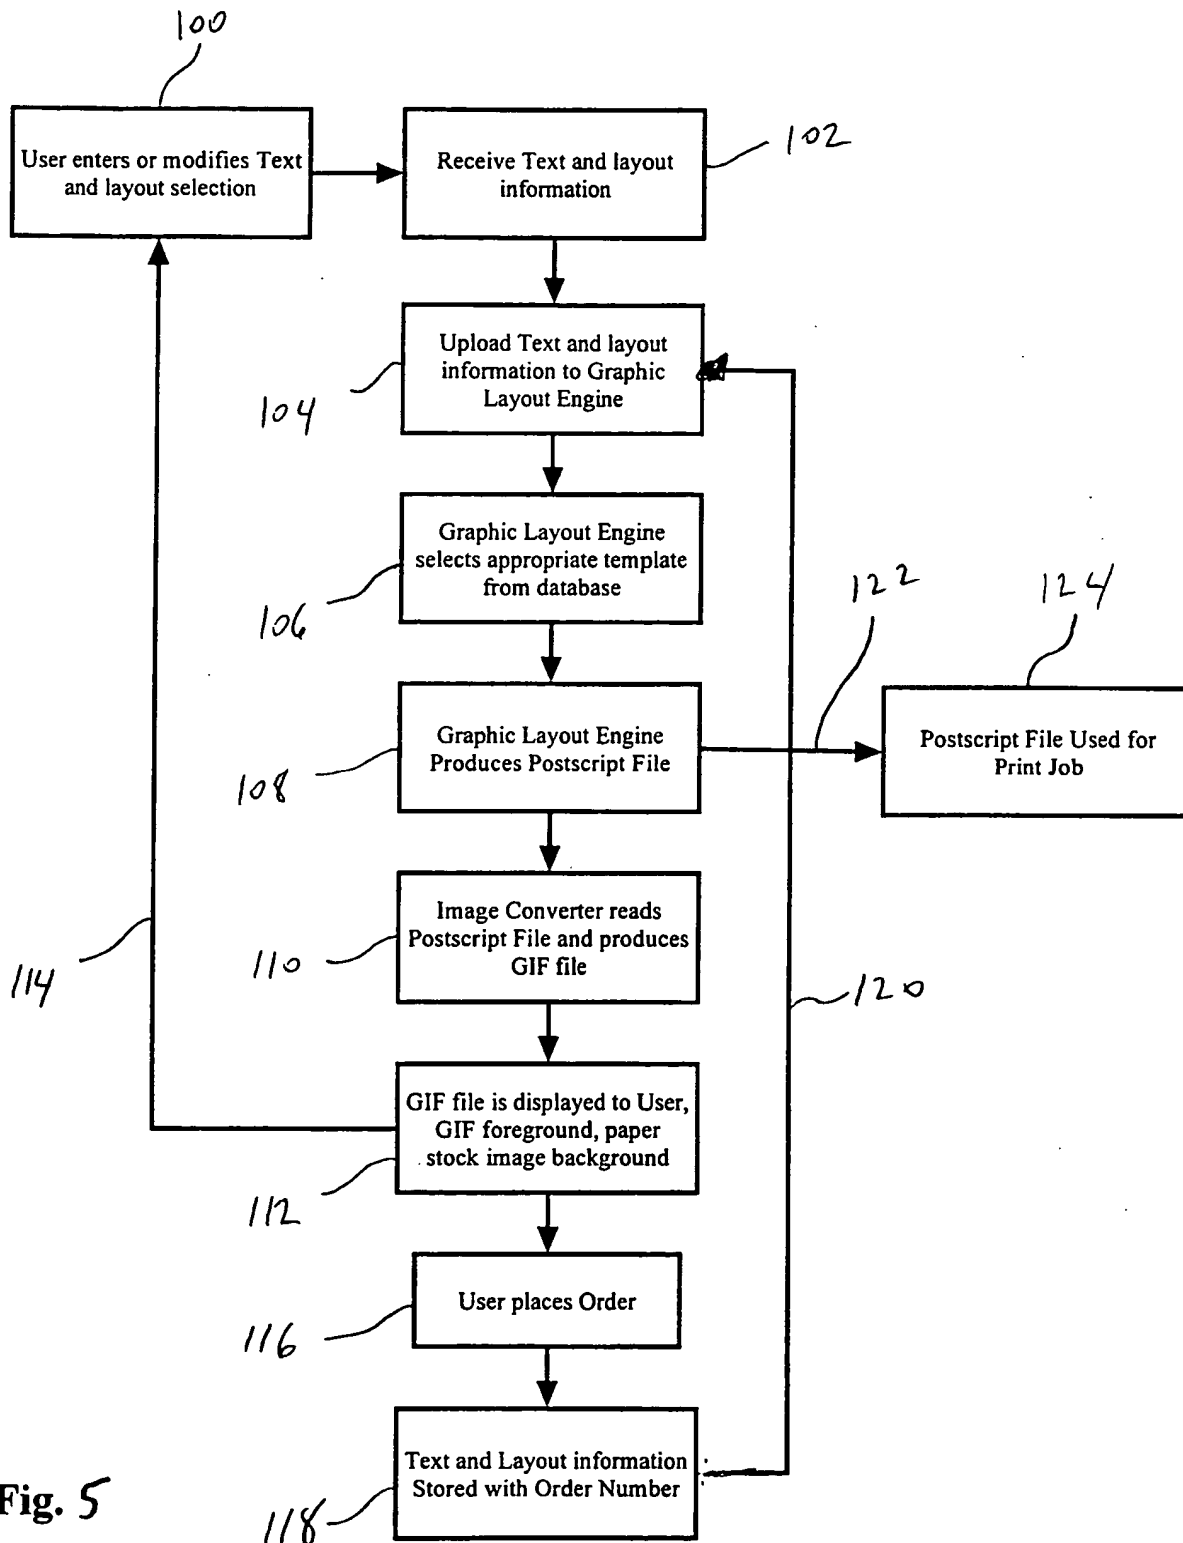 100
User enters or modifies Text
and layout selection
Receive Text and layout
information
102
Upload Text and layout
information to Graphic
Layout Engine
104
Graphic Layout Engine
selects appropriate template
from database
106
122
124
Graphic Layout Engine
Produces Postscript File
108
Postscript File Used for
Print Job
Image Converter reads
Postscript File and produces
GIF file
110
114
120
GIF file is displayed to User,
GIF foreground, paper
stock image background
112
User places Order
116
Text and Layout information
Stored with Order Number
118
Fig. 5